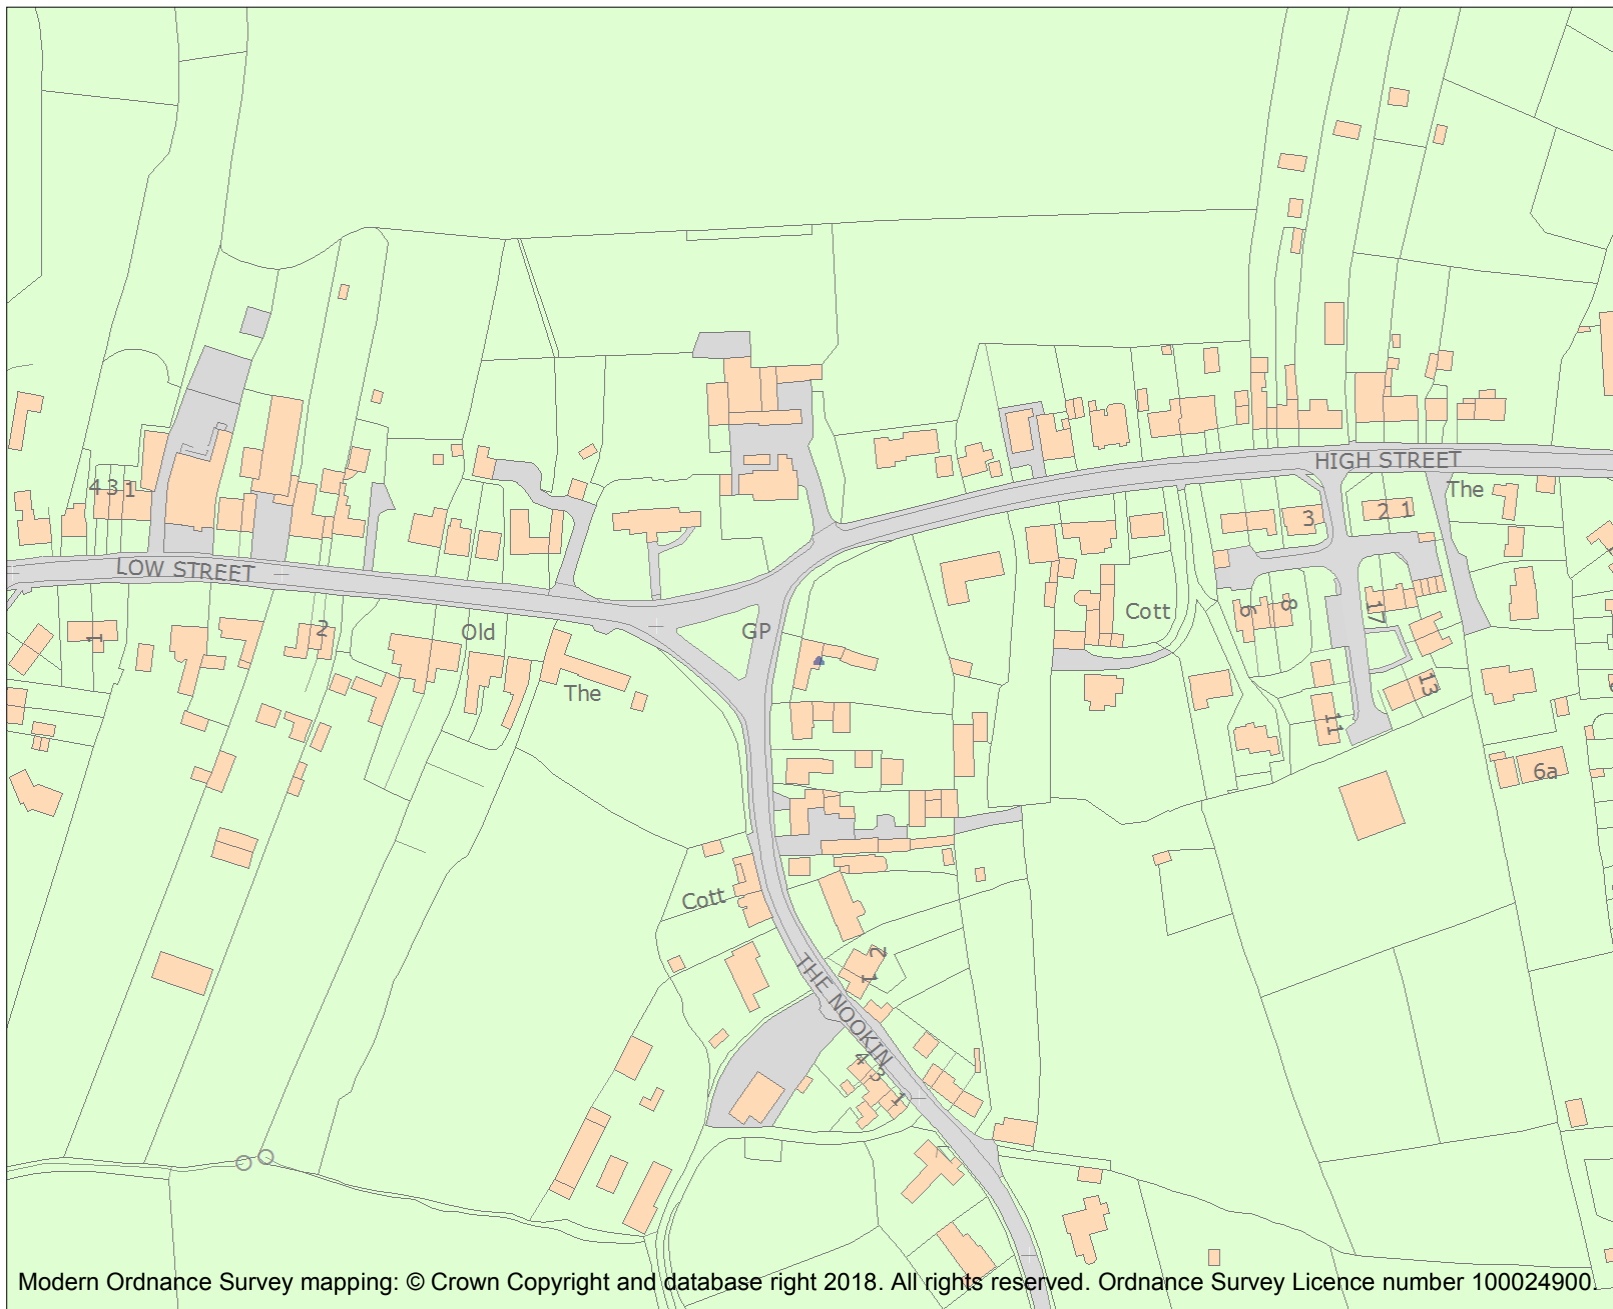 HIGH STREET
The
4 3 1
3
2 1
LOW STREET
6
8
17
Cott
1
2
Old
GP
The
13
11
6a
Cott
2
1
THE NOOKIN
4
3
1
Modern Ordnance Survey mapping: © Crown Copyright and database right 2018. All rights reserved. Ordnance Survey Licence number 100024900.